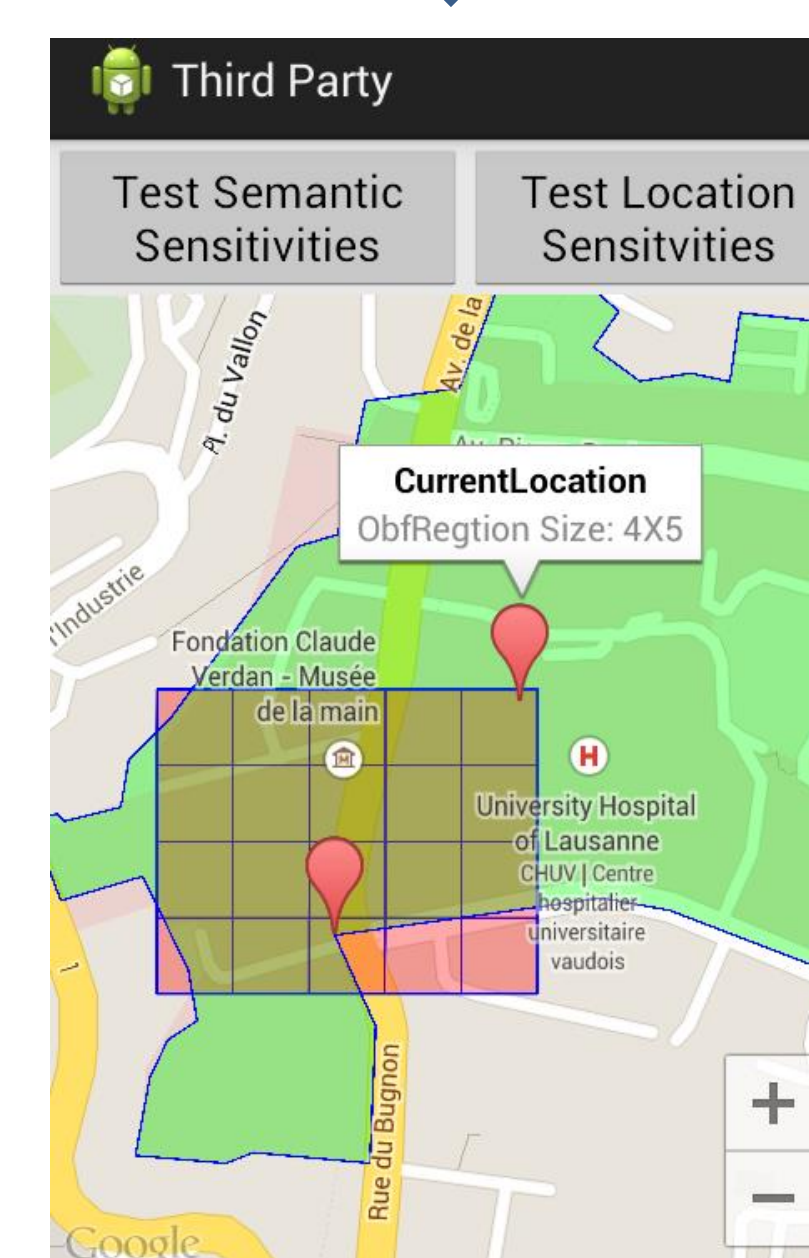 Third Party
Test Semantic
Sensitivities
Test Location
Sensitvities
Av. de la
Pl. du Vallon
CurrentLocation
ObfRegtion Size: 4X5
l'Industrie
Fondation Claude
Verdan - Musée
de la main
M
H
University Hospital
of Lausanne
CHUV | Centre
hospitalier
universitaire
vaudois
Rue du Bugnon
+
−
Google